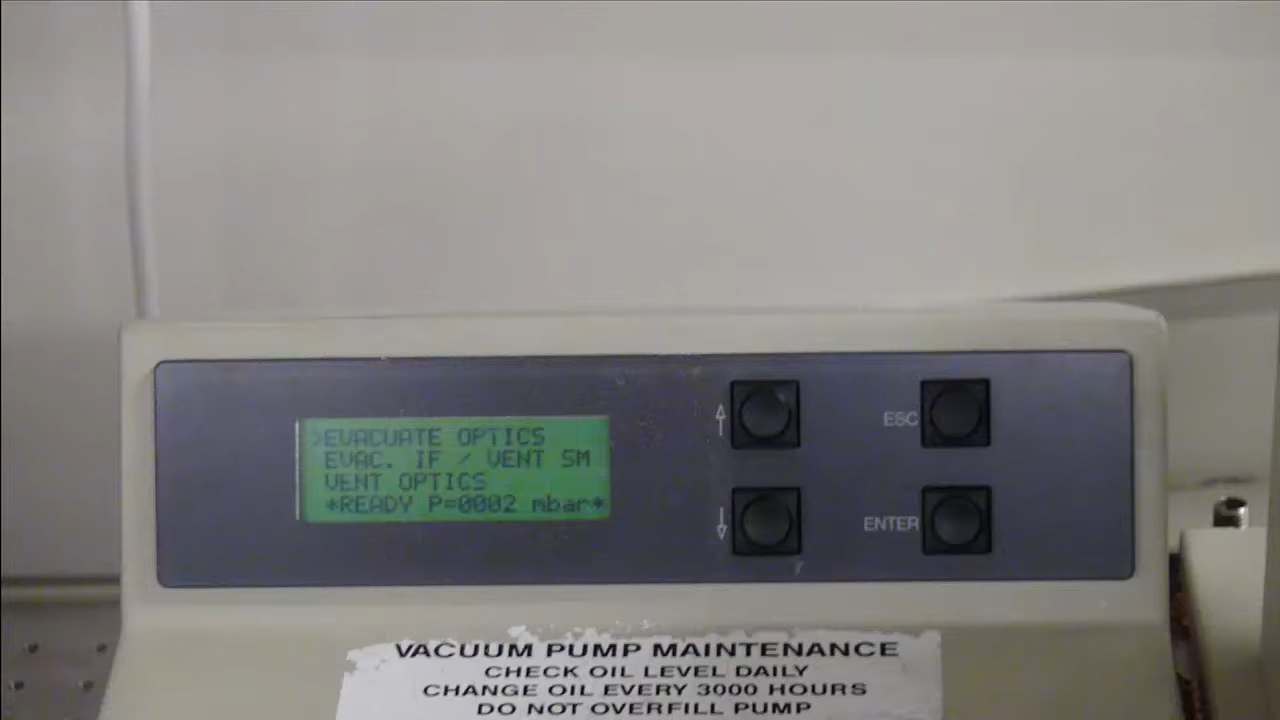 >EVACUATE OPTICS
EVAC. IF / VENT SM
VENT OPTICS
*READY P=0002 mbar*
ESC
ENTER
VACUUM PUMP MAINTENANCE
CHECK OIL LEVEL DAILY
CHANGE OIL EVERY 3000 HOURS
DO NOT OVERFILL PUMP